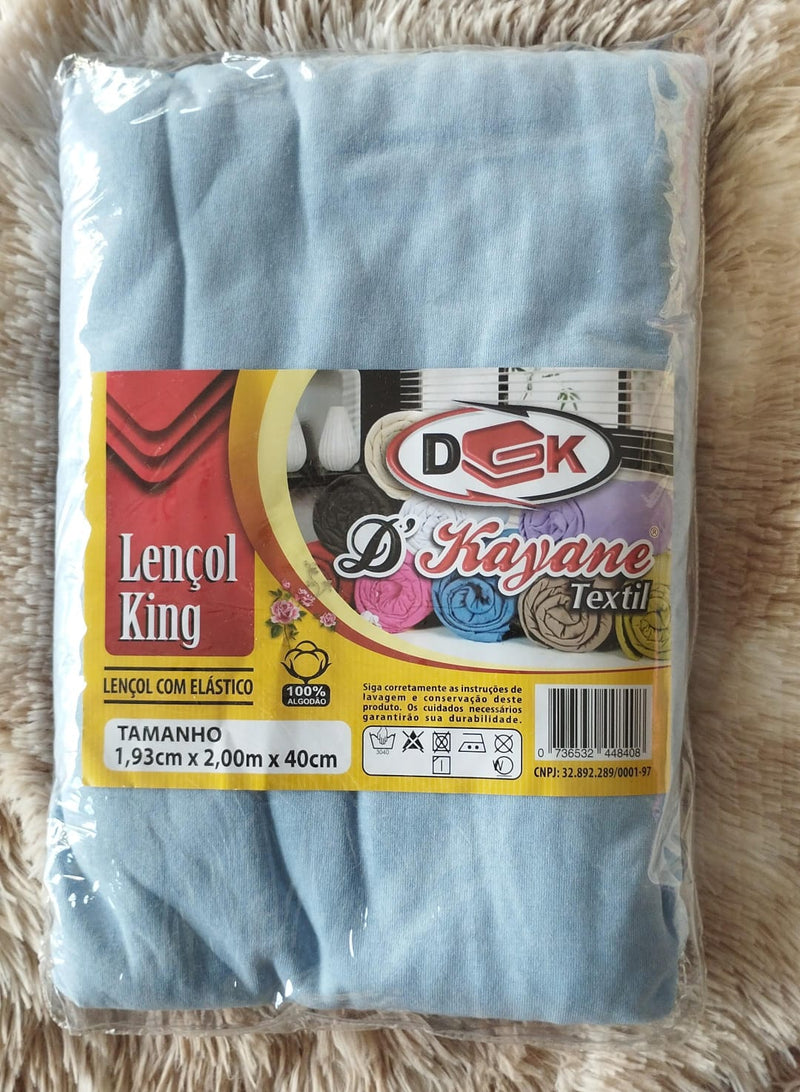 DGK
D' Kayane®
Textil
Lençol
King
LENÇOL COM ELÁSTICO
100%
ALGODÃO
TAMANHO
1,93cm x 2,00m x 40cm
Siga corretamente as instruções de
lavagem e conservação deste
produto. Os cuidados necessários
garantirão sua durabilidade.
3040
W
0 736532 448408
CNPJ: 32.892.289/0001-97